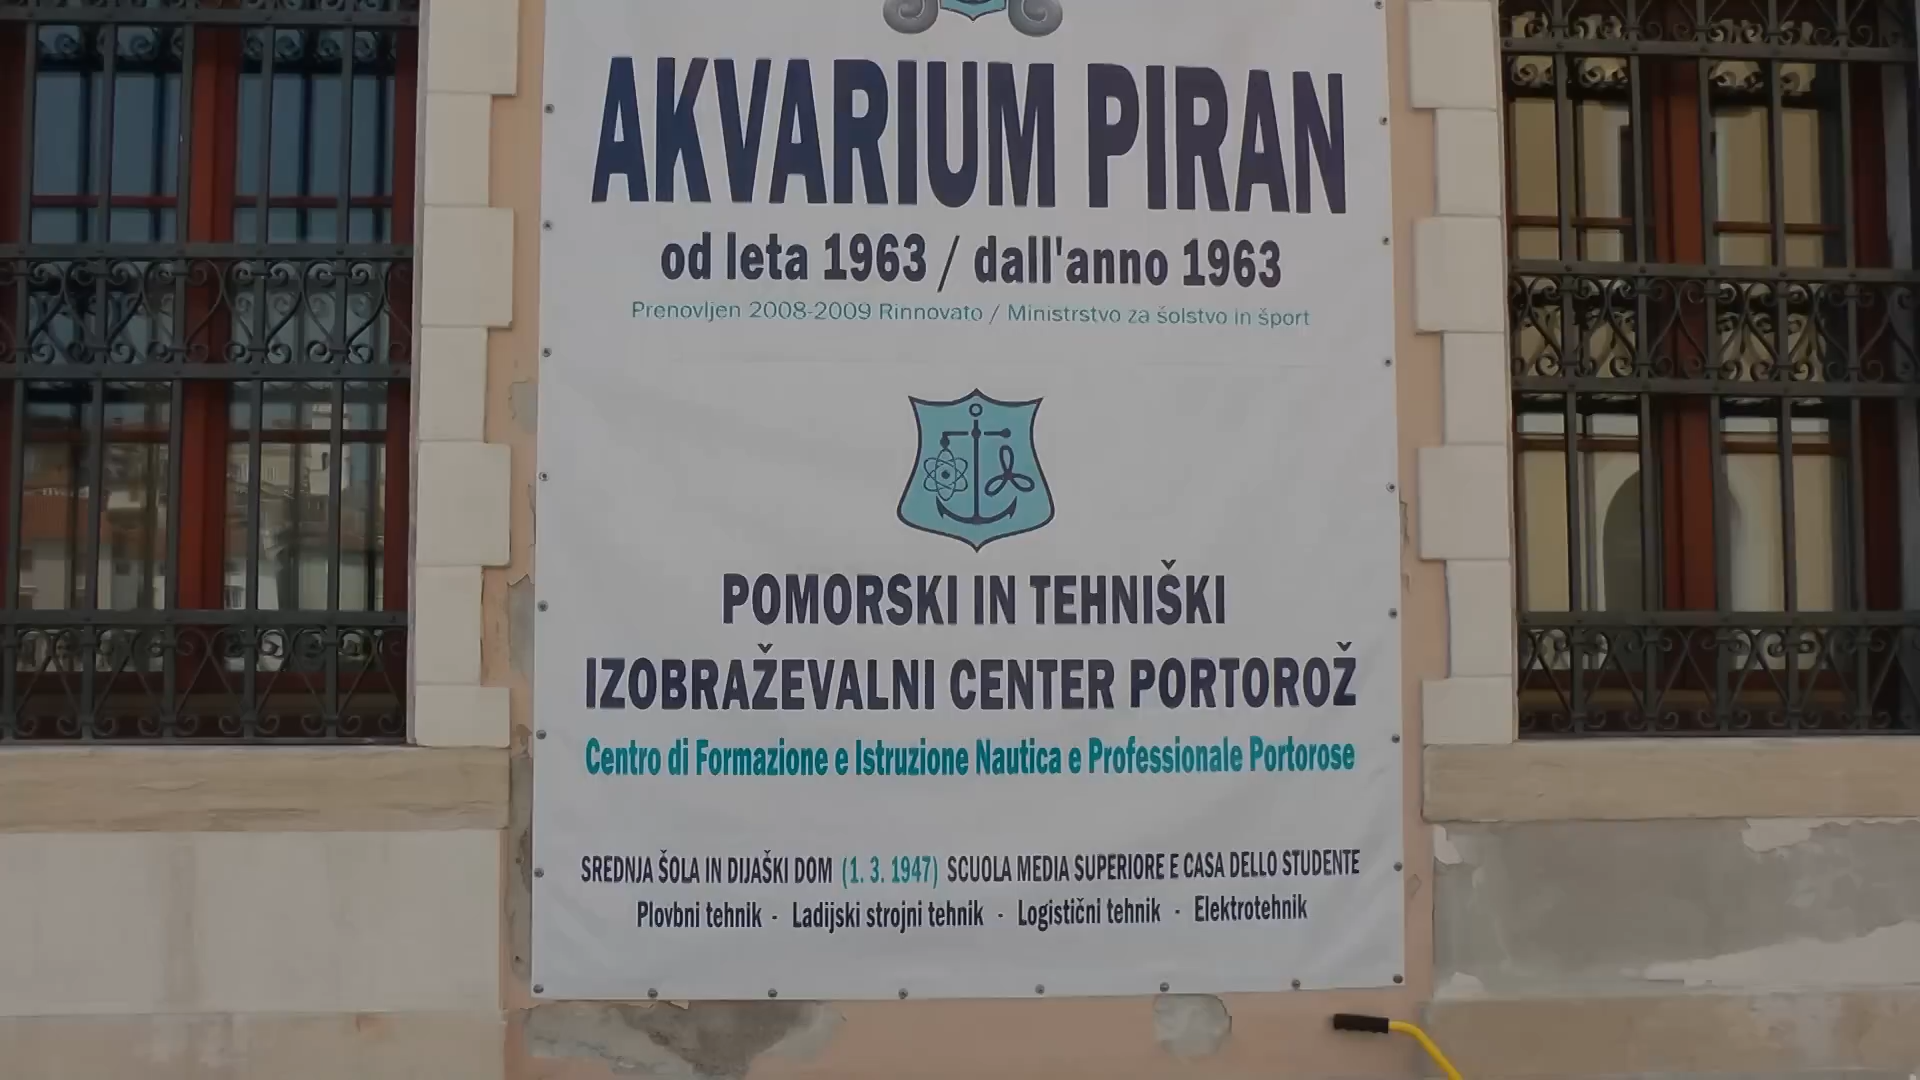 AKVARIUM PIRAN
od leta 1963 / dall'anno 1963
Prenovljen 2008-2009 Rinnovato / Ministrstvo za šolstvo in šport
POMORSKI IN TEHNIŠKI
IZOBRAŽEVALNI CENTER PORTOROŽ
Centro di Formazione e Istruzione Nautica e Professionale Portorose
SREDNJA ŠOLA IN DIJAŠKI DOM (1. 3. 1947) SCUOLA MEDIA SUPERIORE E CASA DELLO STUDENTE
Plovbni tehnik - Ladijski strojni tehnik - Logistični tehnik - Elektrotehnik